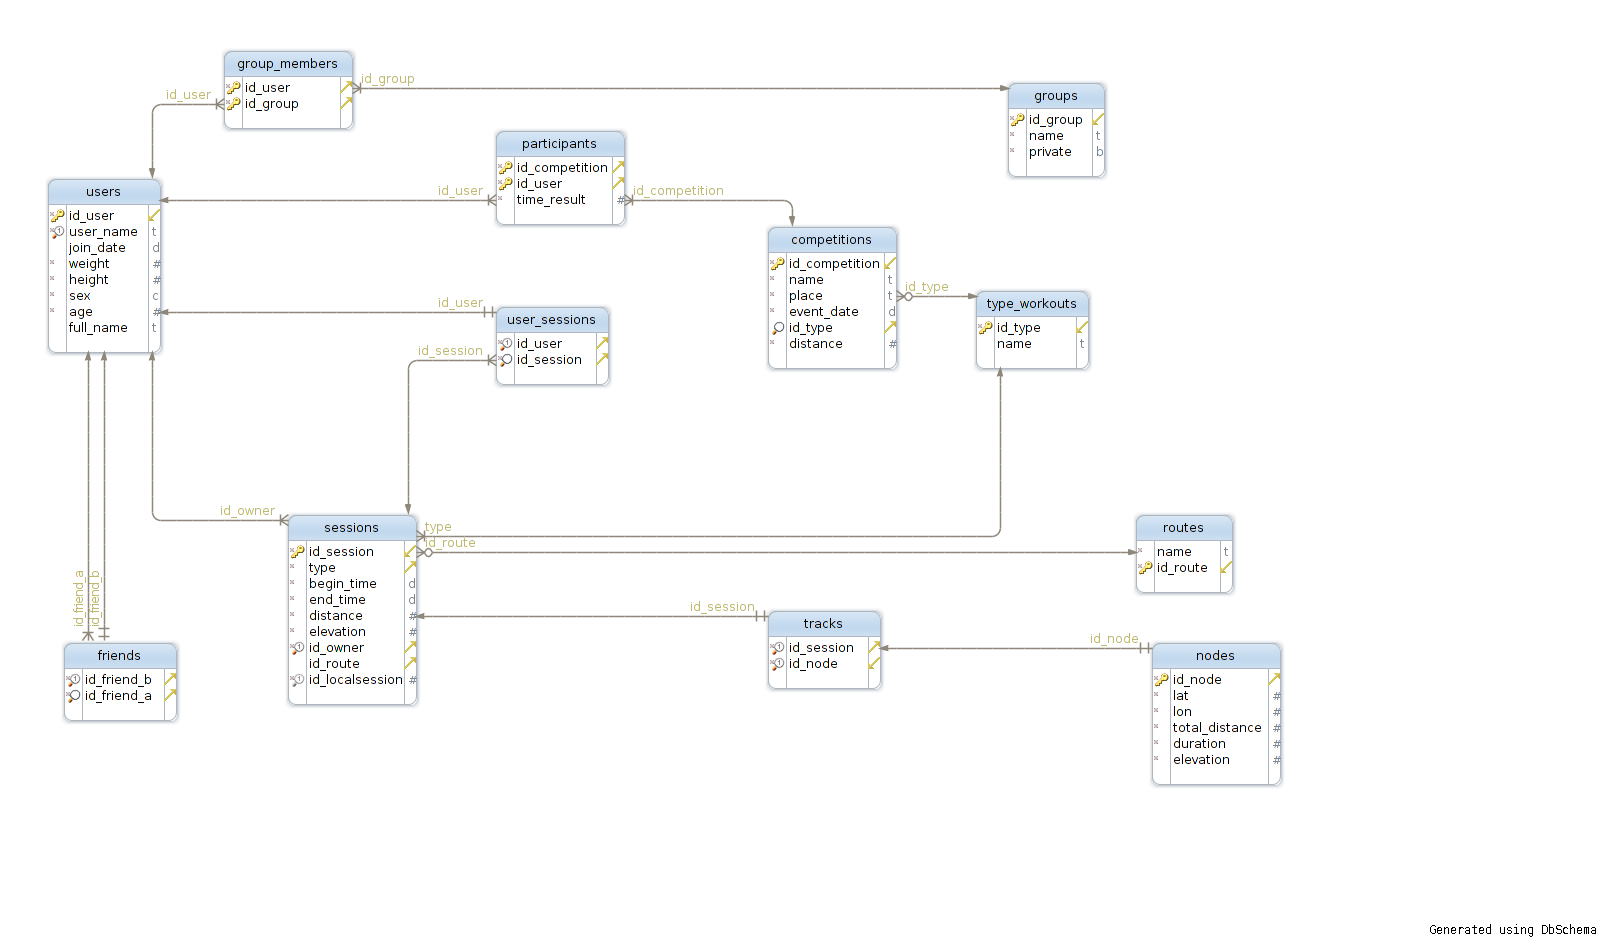 group_members
id_user
id_group
id_group
id_user
groups
id_group
name t
private b
participants
id_competition
id_user
time_result #
id_user
id_competition
users
id_user
user_name t
join_date d
weight #
height #
sex c
age #
full_name t
competitions
id_competition
name t
place t
event_date d
id_type
distance #
id_type
type_workouts
id_type
name t
id_user
user_sessions
id_user
id_session
id_session
id_owner
sessions
id_session
type
begin_time d
end_time d
distance #
elevation #
id_owner
id_route
id_localsession #
type
id_route
routes
name t
id_route
id_session
tracks
id_session
id_node
id_node
nodes
id_node
lat #
lon #
total_distance #
duration #
elevation #
id_friend_a
id_friend_b
friends
id_friend_b
id_friend_a
Generated using DbSchema